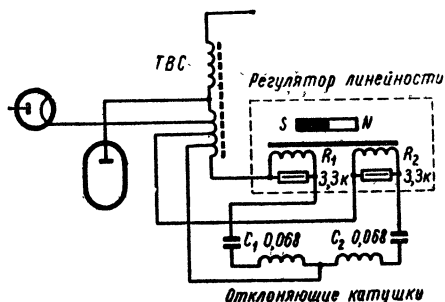 ТВС
Регулятор линейности
S N
R1 R2
3,3к 3,3к
C1 0,068 C2 0,068
Отклоняющие катушки